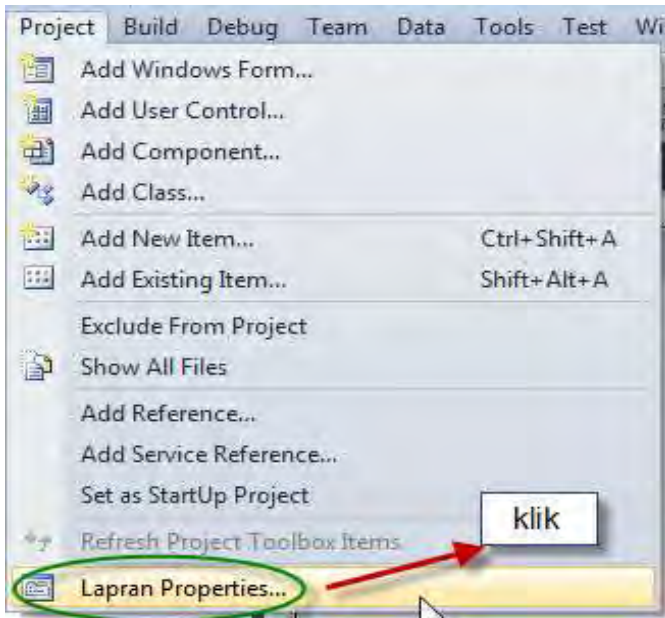 Project Build Debug Team Data Tools Test Wi
Add Windows Form...
Add User Control...
Add Component...
Add Class...
Add New Item... Ctrl+Shift+A
Add Existing Item... Shift+Alt+A
Exclude From Project
Show All Files
Add Reference...
Add Service Reference...
Set as StartUp Project
klik
Refresh Project Toolbox Items
Lapran Properties...